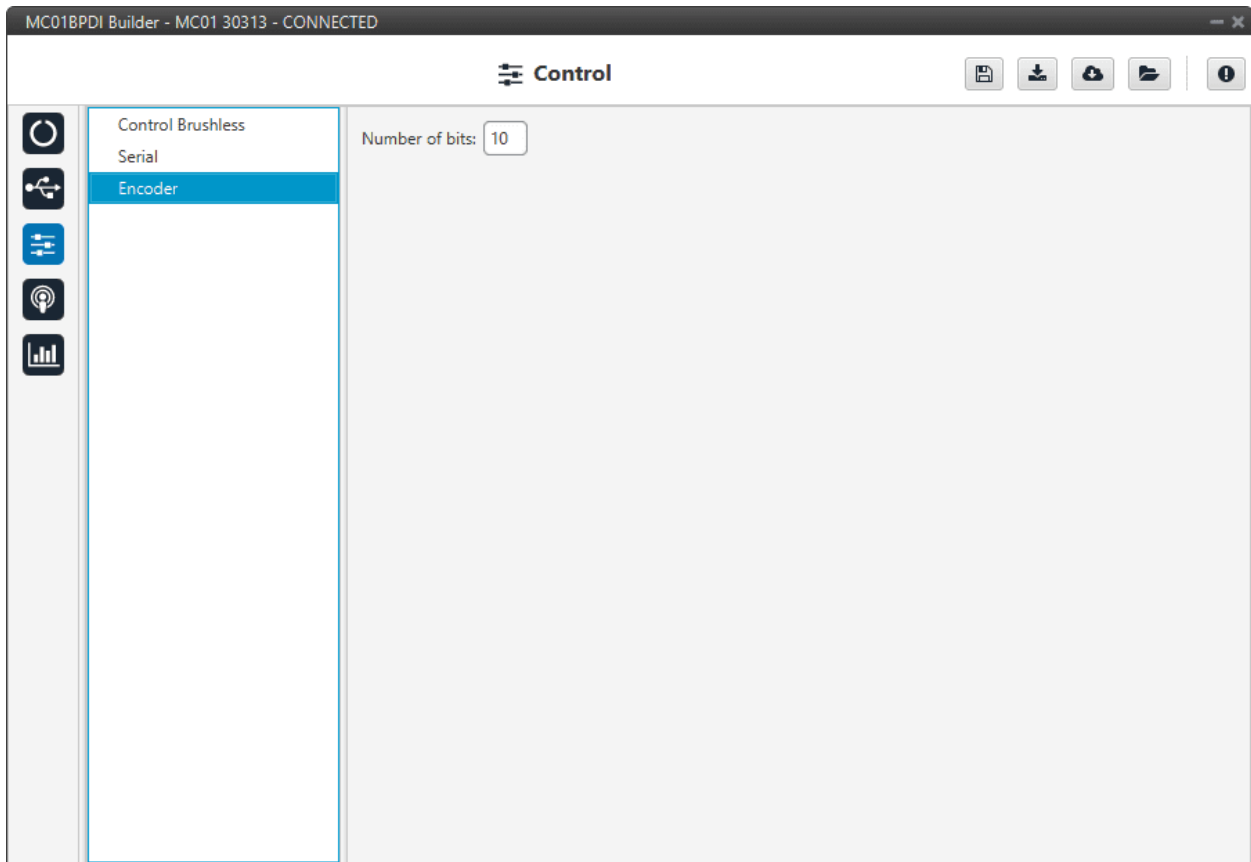 MC01BPDI Builder - MC01 30313 - CONNECTED
Control
Control Brushless
Serial
Encoder
Number of bits: 10